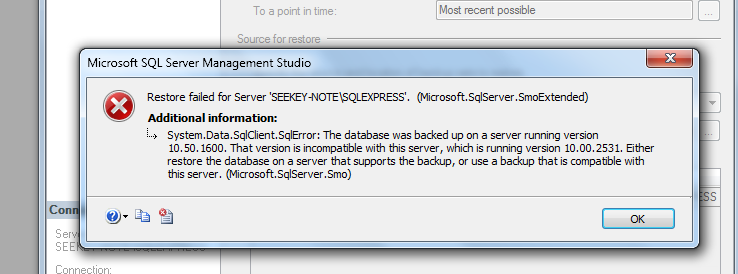 To a point in time:
Most recent possible
...
Source for restore
Microsoft SQL Server Management Studio
Restore failed for Server 'SEEKEY-NOTE\SQLEXPRESS'. (Microsoft.SqlServer.SmoExtended)
Additional information:
System.Data.SqlClient.SqlError: The database was backed up on a server running version
10.50.1600. That version is incompatible with this server, which is running version 10.00.2531. Either
restore the database on a server that supports the backup, or use a backup that is compatible with
this server. (Microsoft.SqlServer.Smo)
OK
Conne
ESS
Serve
Connection: